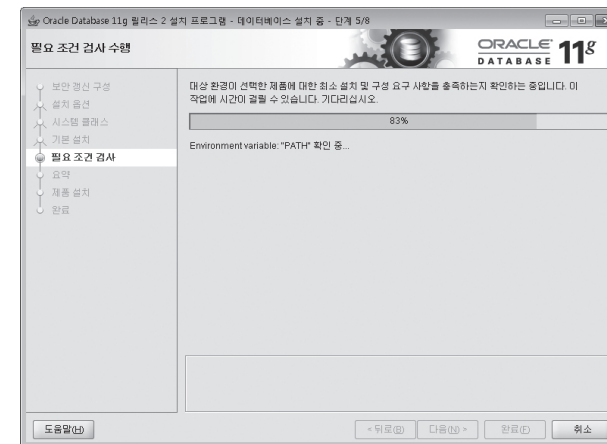 Oracle Database 11g 릴리스 2 설치 프로그램 - 데이터베이스 설치 중 - 단계 5/8
필요 조건 검사 수행
ORACLE
DATABASE 11g
보안 갱신 구성
설치 옵션
시스템 클래스
기본 설치
필요 조건 검사
요약
제품 설치
완료
대상 환경이 선택한 제품에 대한 최소 설치 및 구성 요구 사항을 충족하는지 확인하는 중입니다. 이
작업에 시간이 걸릴 수 있습니다. 기다리십시오.
83%
Environment variable: "PATH" 확인 중...
도움말(H)
< 뒤로(B)
다음(N) >
완료(F)
취소